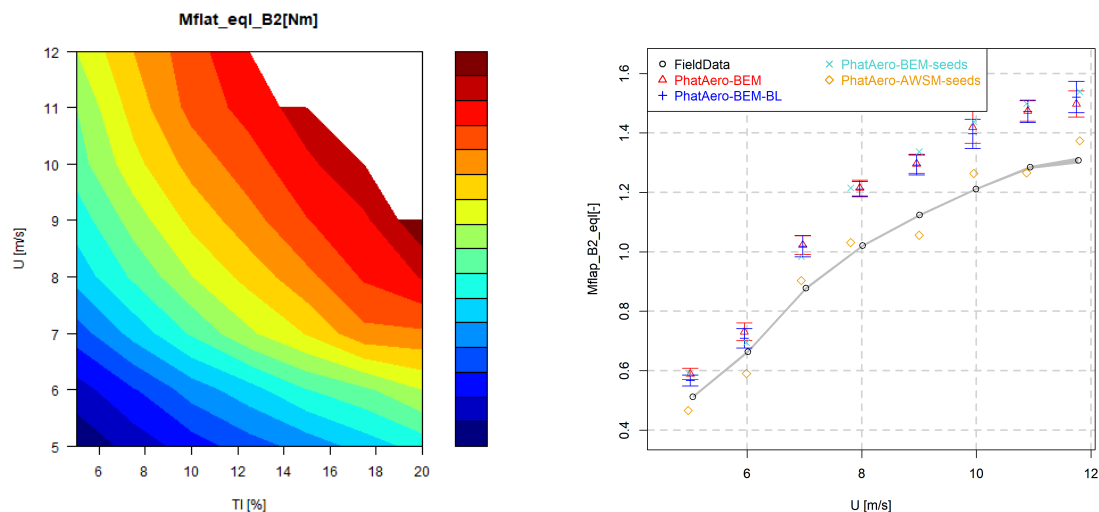 Mflat_eql_B2[Nm]
12
11
10
9
8
7
6
5
U [m/s]
6 8 10 12 14 16 18 20
TI [%]
FieldData
PhatAero-BEM
PhatAero-BEM-BL
PhatAero-BEM-seeds
PhatAero-AWSM-seeds
1.6
1.4
1.2
1.0
0.8
0.6
0.4
Mflap_B2_eql[-]
6 8 10 12
U [m/s]